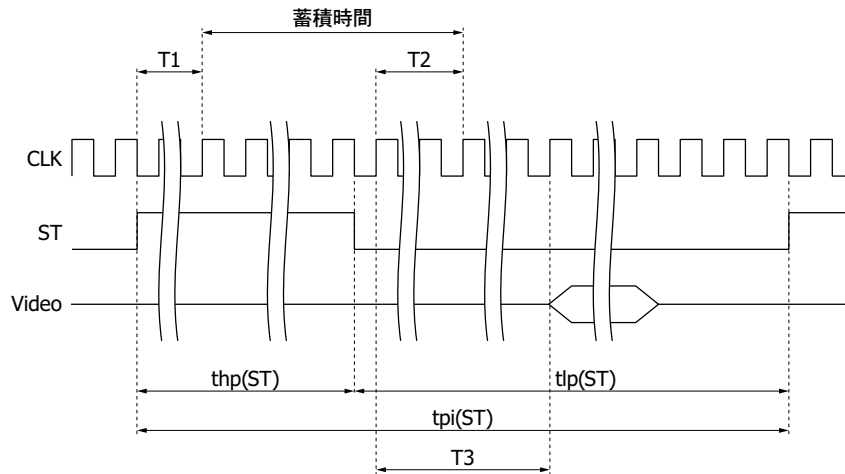 蓄積時間
T1
T2
CLK
ST
Video
thp(ST)
tlp(ST)
tpi(ST)
T3